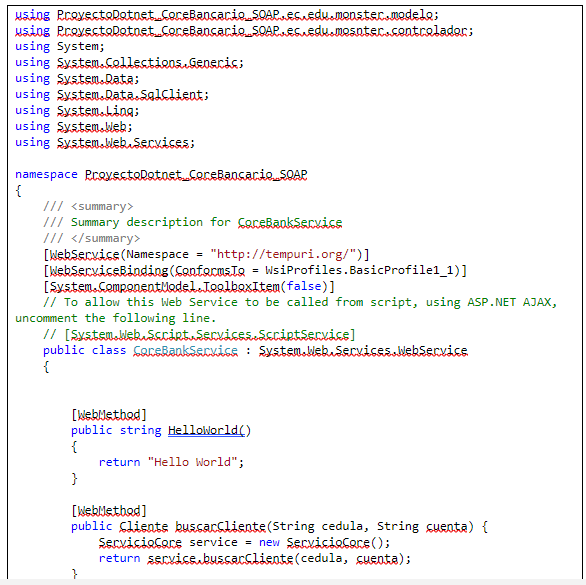 using ProyectoDotnet_CoreBancario_SOAP.ec.edu.monster.modelo;
using ProyectoDotnet_CoreBancario_SOAP.ec.edu.mosnter.controlador;
using System;
using System.Collections.Generic;
using System.Data;
using System.Data.SqlClient;
using System.Linq;
using System.Web;
using System.Web.Services;

namespace ProyectoDotnet_CoreBancario_SOAP
{
    /// <summary>
    /// Summary description for CoreBankService
    /// </summary>
    [WebService(Namespace = "http://tempuri.org/")]
    [WebServiceBinding(ConformsTo = WsiProfiles.BasicProfile1_1)]
    [System.ComponentModel.ToolboxItem(false)]
    // To allow this Web Service to be called from script, using ASP.NET AJAX,
uncomment the following line.
    // [System.Web.Script.Services.ScriptService]
    public class CoreBankService : System.Web.Services.WebService
    {

        [WebMethod]
        public string HelloWorld()
        {
            return "Hello World";
        }

        [WebMethod]
        public Cliente buscarCliente(String cedula, String cuenta) {
            ServicioCore service = new ServicioCore();
            return service.buscarCliente(cedula, cuenta);
        }